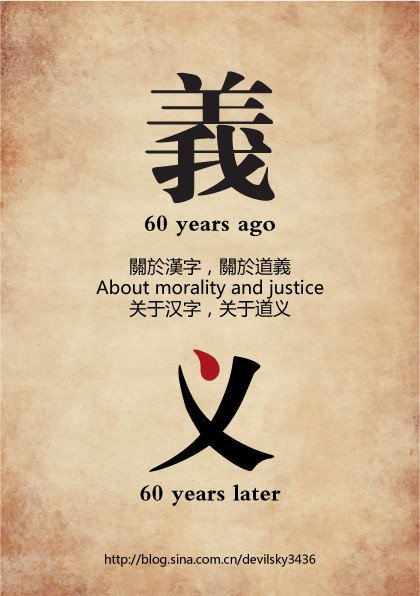 義
60 years ago
關於漢字，關於道義
About morality and justice
关于汉字，关于道义
义
60 years later
http://blog.sina.com.cn/devilsky3436